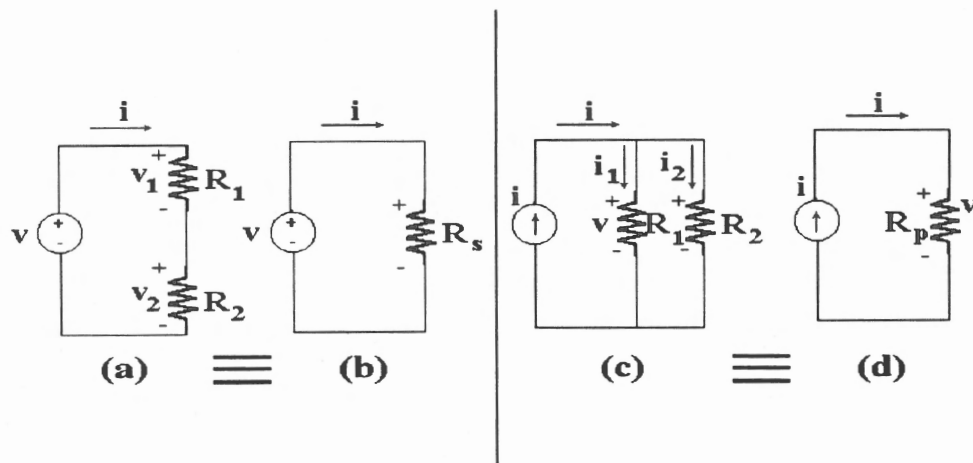 i
v
+
-
+
v1
-
R1
+
v2
-
R2
(a)
i
v
+
-
+
-
Rs
(b)
i
i
i1
i2
+
v
-
R1
+
-
R2
(c)
i
i
+
v
-
Rp
(d)